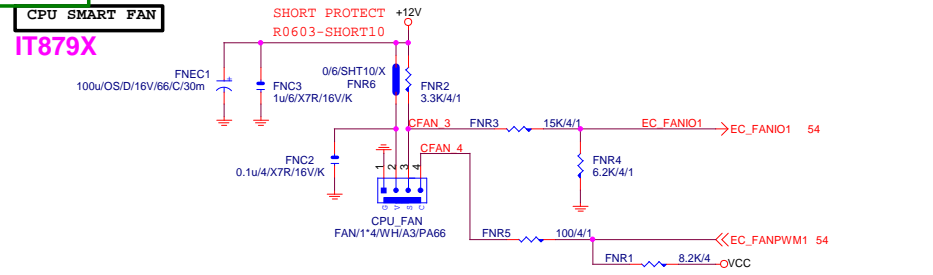 CPU SMART FAN
IT879X
SHORT PROTECT
R0603-SHORT10
+12V
FNEC1
100u/OS/D/16V/66/C/30m
FNC3
1u/6/X7R/16V/K
0/6/SHT10/X
FNR6
FNR2
3.3K/4/1
CFAN_3
FNR3
15K/4/1
EC_FANIO1
EC_FANIO1 54
FNC2
0.1u/4/X7R/16V/K
CFAN_4
FNR4
6.2K/4/1
1
2
3
4
G
V
S
C
CPU_FAN
FAN/1*4/WH/A3/PA66
FNR5
100/4/1
EC_FANPWM1 54
FNR1
8.2K/4
VCC